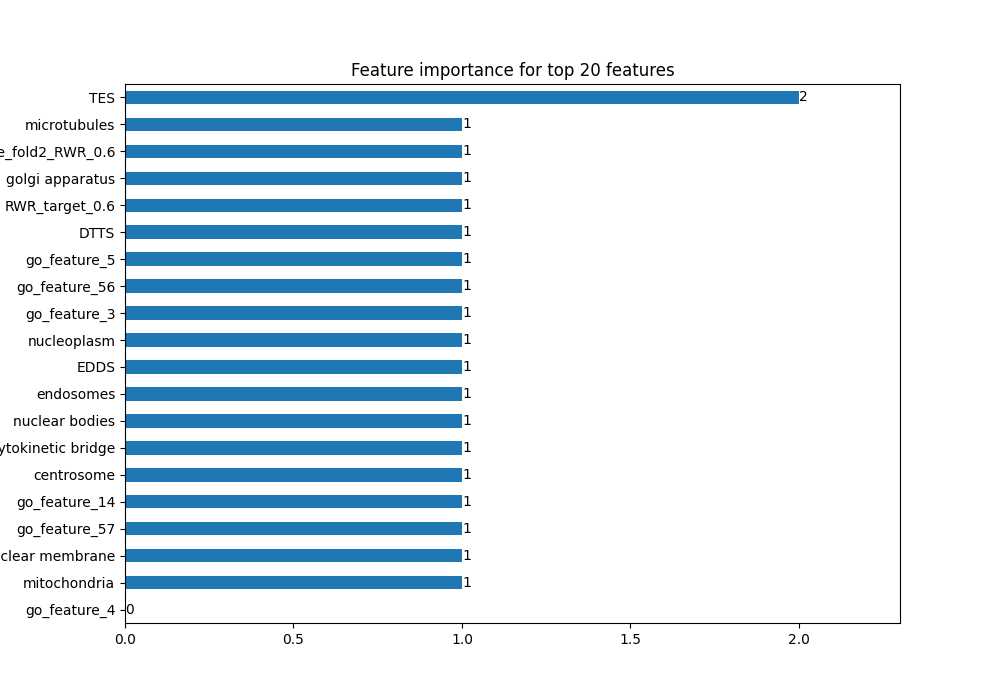 Feature importance for top 20 features
TES 2
microtubules 1
e_fold2_RWR_0.6 1
golgi apparatus 1
RWR_target_0.6 1
DTTS 1
go_feature_5 1
go_feature_56 1
go_feature_3 1
nucleoplasm 1
EDDS 1
endosomes 1
nuclear bodies 1
ytokinetic bridge 1
centrosome 1
go_feature_14 1
go_feature_57 1
clear membrane 1
mitochondria 1
go_feature_4 0
0.0 0.5 1.0 1.5 2.0